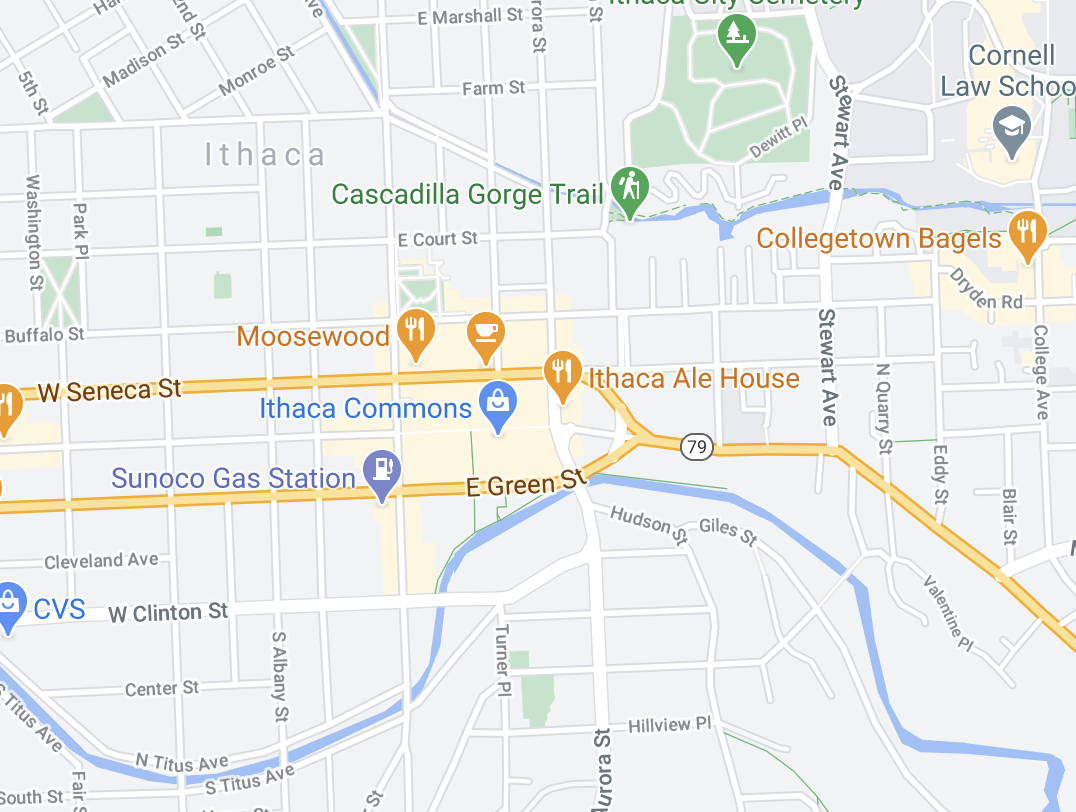 Ithaca City Cemetery
E Marshall St
Madison St
2nd St
Monroe St
5th St
Farm St
Stewart Ave
Cornell
Law Schoo
Dewitt Pl
Ithaca
Washington St
Park Pl
Cascadilla Gorge Trail
E Court St
Collegetown Bagels
Dryden Rd
Buffalo St
Moosewood
W Seneca St
Ithaca Ale House
Stewart Ave
College Ave
N Quarry St
Ithaca Commons
79
Sunoco Gas Station
E Green St
Eddy St
Blair St
Hudson St
Giles St
Cleveland Ave
CVS
W Clinton St
Valentine Pl
S Albany St
Turner Pl
Center St
S Titus Ave
Hillview Pl
N Titus Ave
S Titus Ave
South St
Aurora St